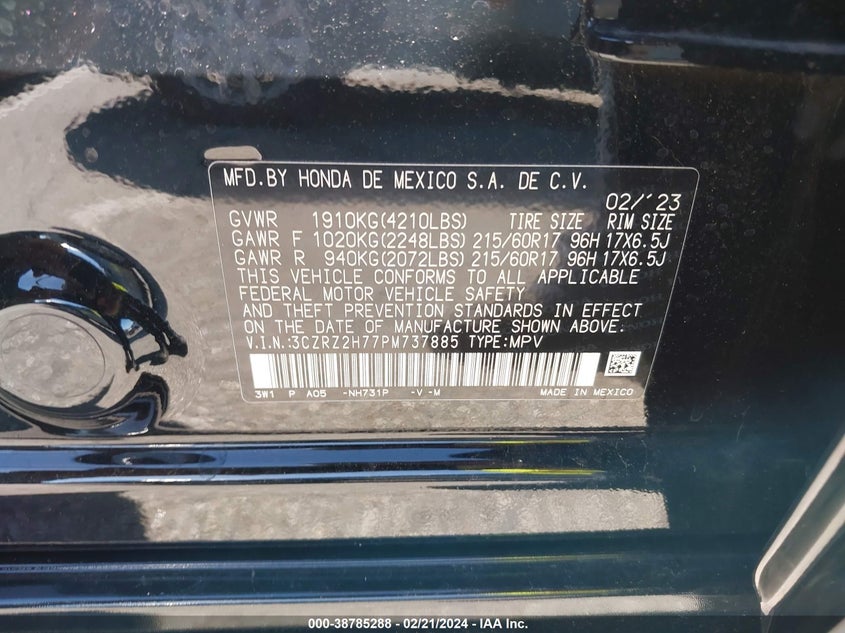 MFD.BY HONDA DE MEXICO S.A. DE C.V.
02/'23
GVWR 1910KG(4210LBS) TIRE SIZE RIM SIZE
GAWR F 1020KG(2248LBS) 215/60R17 96H 17X6.5J
GAWR R 940KG(2072LBS) 215/60R17 96H 17X6.5J
THIS VEHICLE CONFORMS TO ALL APPLICABLE
FEDERAL MOTOR VEHICLE SAFETY
AND THEFT PREVENTION STANDARDS IN EFFECT
ON THE DATE OF MANUFACTURE SHOWN ABOVE.
V.I.N.:3CZRZ2H77PM737885 TYPE:MPV
3W1 P A05 -NH731P -V -M MADE IN MEXICO
000-38785288 - 02/21/2024 - IAA Inc.